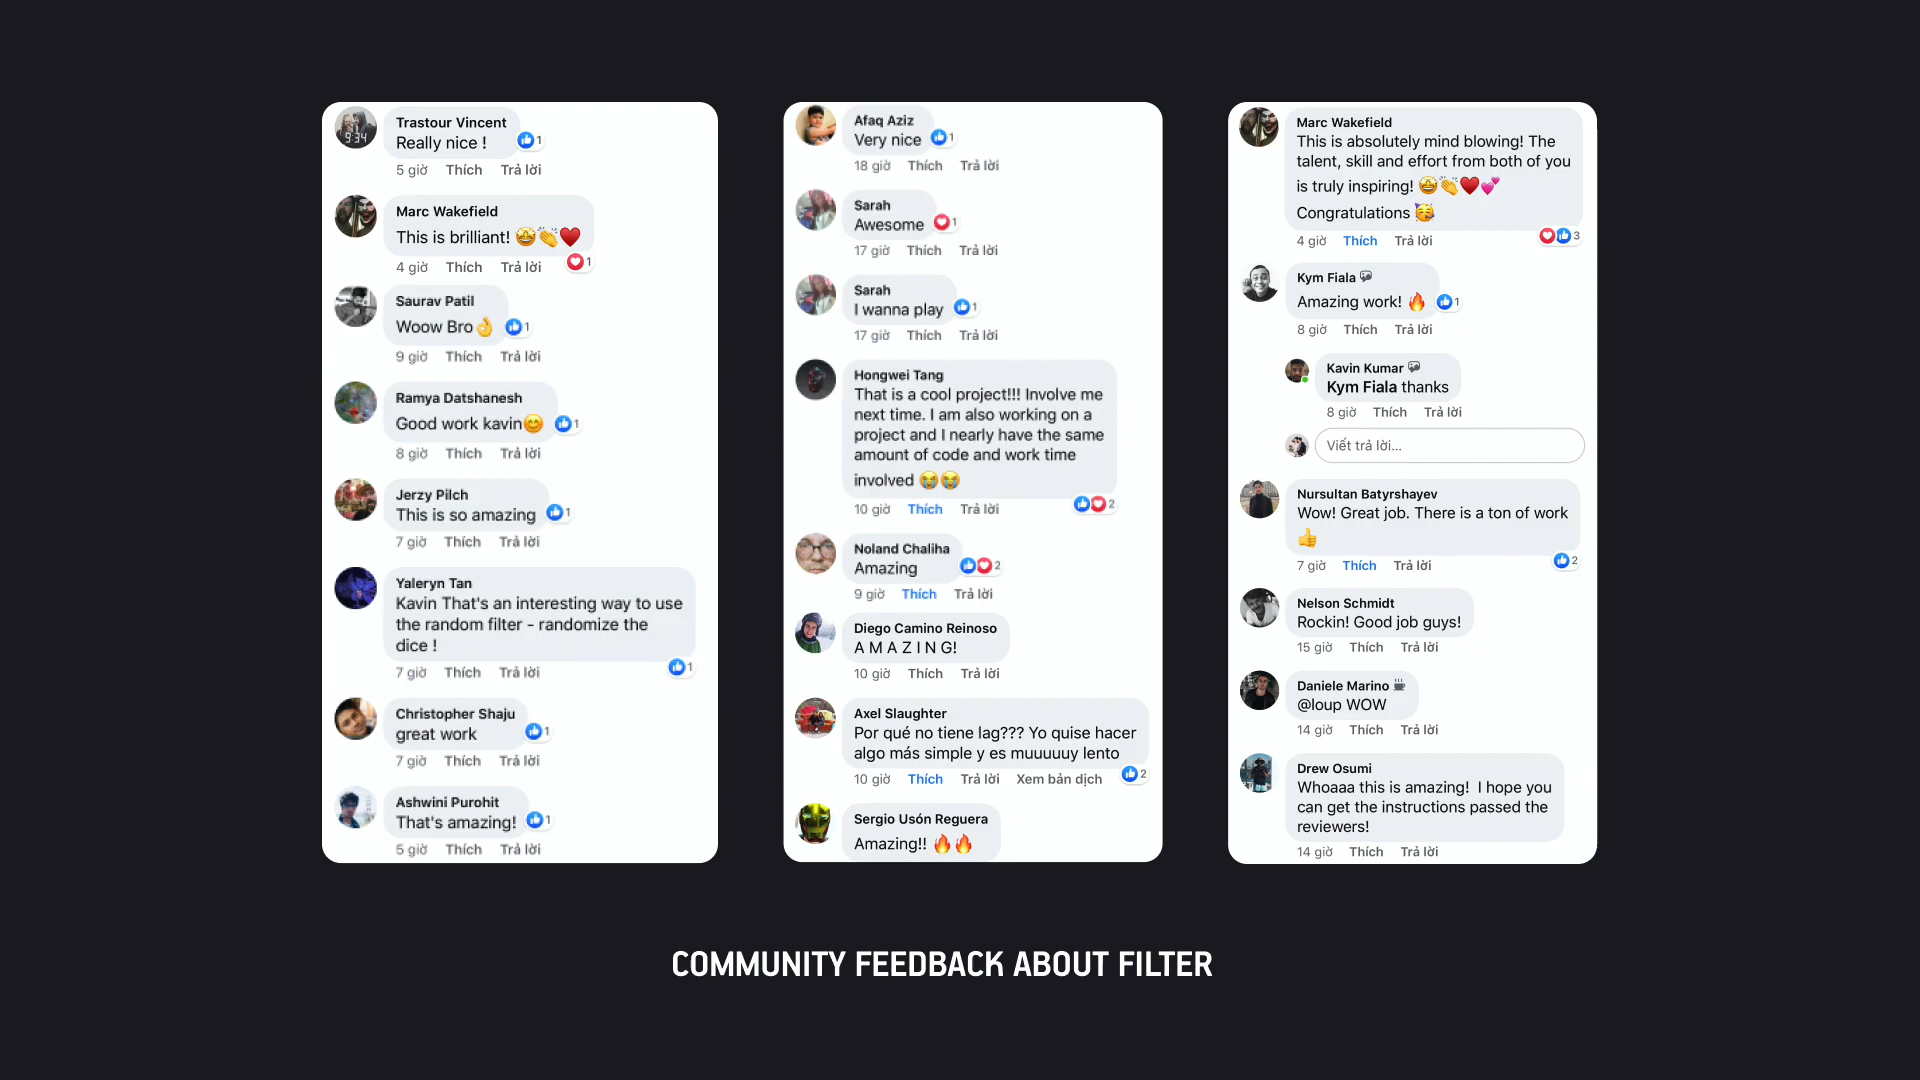 9:34
Trastour Vincent
Really nice !
1
5 giờ Thích Trả lời
Marc Wakefield
This is brilliant! 🤩👏♥️
4 giờ Thích Trả lời 1
Saurav Patil
Woow Bro👌 1
9 giờ Thích Trả lời
Ramya Datshanesh
Good work kavin😊 1
8 giờ Thích Trả lời
Jerzy Pilch
This is so amazing 1
7 giờ Thích Trả lời
Yaleryn Tan
Kavin That's an interesting way to use
the random filter - randomize the
dice !
7 giờ Thích Trả lời 1
Christopher Shaju
great work 1
7 giờ Thích Trả lời
Ashwini Purohit
That's amazing! 1
5 giờ Thích Trả lời
Afaq Aziz
Very nice 1
18 giờ Thích Trả lời
Sarah
Awesome 1
17 giờ Thích Trả lời
Sarah
I wanna play 1
17 giờ Thích Trả lời
Hongwei Tang
That is a cool project!!! Involve me
next time. I am also working on a
project and I nearly have the same
amount of code and work time
involved 😭😭
10 giờ Thích Trả lời 2
Noland Chaliha
Amazing 2
9 giờ Thích Trả lời
Diego Camino Reinoso
A M A Z I N G!
10 giờ Thích Trả lời
Axel Slaughter
Por qué no tiene lag??? Yo quise hacer
algo más simple y es muuuuuy lento
10 giờ Thích Trả lời Xem bản dịch 2
Sergio Usón Reguera
Amazing!! 🔥🔥
Marc Wakefield
This is absolutely mind blowing! The
talent, skill and effort from both of you
is truly inspiring! 🤩👏♥️💕
Congratulations 🥳
4 giờ Thích Trả lời 3
Kym Fiala
Amazing work! 🔥 1
8 giờ Thích Trả lời
Kavin Kumar
Kym Fiala thanks
8 giờ Thích Trả lời
Viết trả lời...
Nursultan Batyrshayev
Wow! Great job. There is a ton of work
👍
7 giờ Thích Trả lời 2
Nelson Schmidt
Rockin! Good job guys!
15 giờ Thích Trả lời
Daniele Marino
@loup WOW
14 giờ Thích Trả lời
Drew Osumi
Whoaaa this is amazing! I hope you
can get the instructions passed the
reviewers!
14 giờ Thích Trả lời
COMMUNITY FEEDBACK ABOUT FILTER